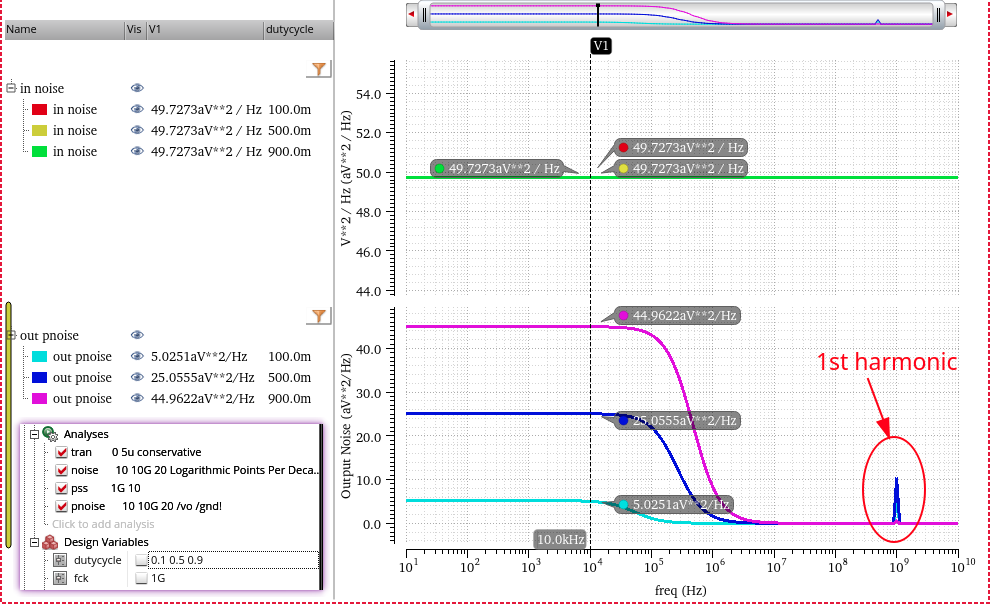 Name Vis V1 dutycycle
in noise
in noise 49.7273aV**2 / Hz 100.0m
in noise 49.7273aV**2 / Hz 500.0m
in noise 49.7273aV**2 / Hz 900.0m
out pnoise
out pnoise 5.0251aV**2/Hz 100.0m
out pnoise 25.0555aV**2/Hz 500.0m
out pnoise 44.9622aV**2/Hz 900.0m
Analyses
tran 0 5u conservative
noise 10 10G 20 Logarithmic Points Per Deca..
pss 1G 10
pnoise 10 10G 20 /vo /gnd!
Click to add analysis
Design Variables
dutycycle 0.1 0.5 0.9
fck 1G
V1
V**2 / Hz (aV**2 / Hz)
54.0
52.0
50.0
48.0
46.0
44.0
49.7273aV**2 / Hz
49.7273aV**2 / Hz
49.7273aV**2 / Hz
Output Noise (aV**2/Hz)
40.0
30.0
20.0
10.0
0.0
44.9622aV**2/Hz
25.0555aV**2/Hz
5.0251aV**2/Hz
1st harmonic
10.0kHz
10^1 10^2 10^3 10^4 10^5 10^6 10^7 10^8 10^9 10^10
freq (Hz)